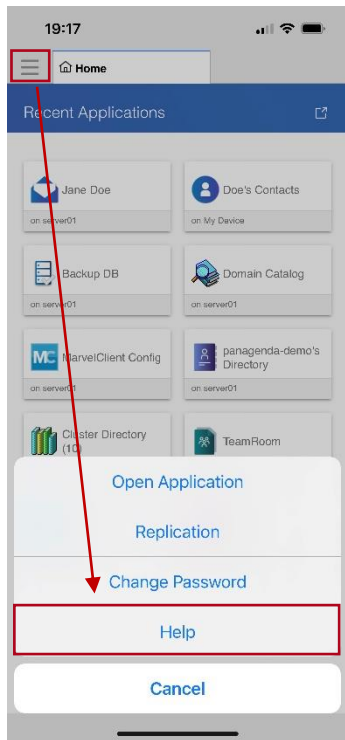 19:17
Home
Recent Applications
Jane Doe
Doe's Contacts
on server01
on My Device
Backup DB
Domain Catalog
on server01
on server01
MC
MarvelClient Config
panagenda-demo's
Directory
on server01
on server01
Cluster Directory
(10)
TeamRoom
Open Application
Replication
Change Password
Help
Cancel